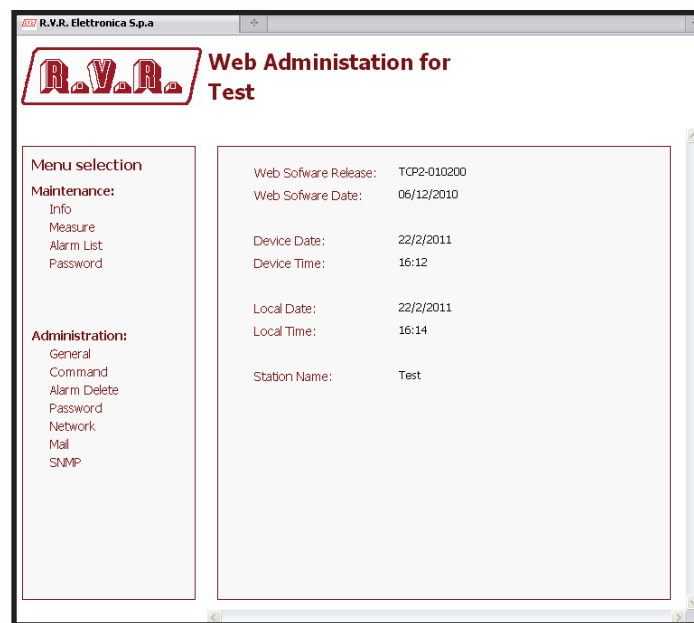 R.V.R. Elettronica S.p.a
R.V.R.
Web Administation for
Test
Menu selection
Maintenance:
Info
Measure
Alarm List
Password
Administration:
General
Command
Alarm Delete
Password
Network
Mail
SNMP
Web Sofware Release: TCP2-010200
Web Sofware Date: 06/12/2010
Device Date: 22/2/2011
Device Time: 16:12
Local Date: 22/2/2011
Local Time: 16:14
Station Name: Test